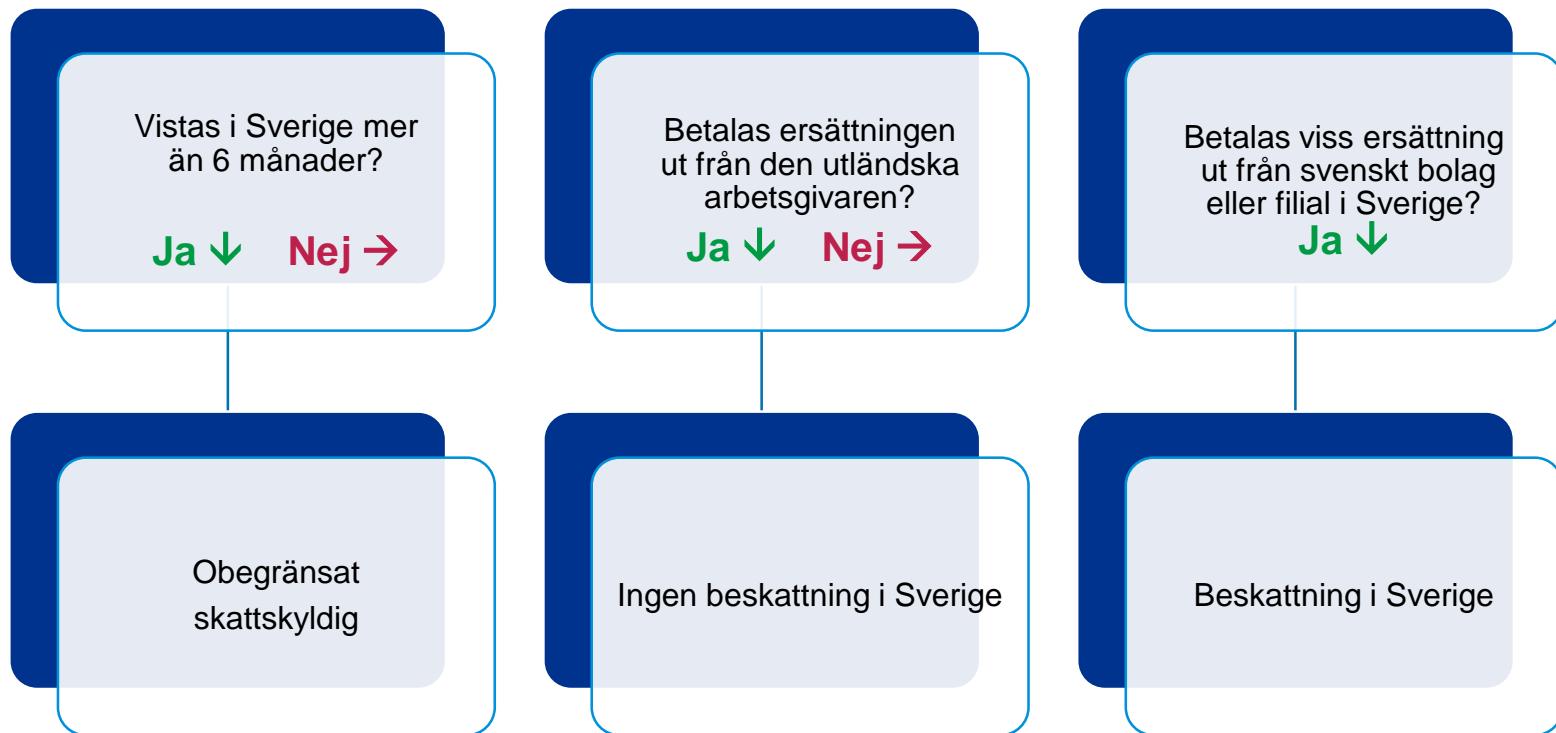 Vistas i Sverige mer
än 6 månader?
Ja ↓ Nej →
Betalas ersättningen
ut från den utländska
arbetsgivaren?
Ja ↓ Nej →
Betalas viss ersättning
ut från svenskt bolag
eller filial i Sverige?
Ja ↓
Obegränsat
skattskyldig
Ingen beskattning i Sverige
Beskattning i Sverige